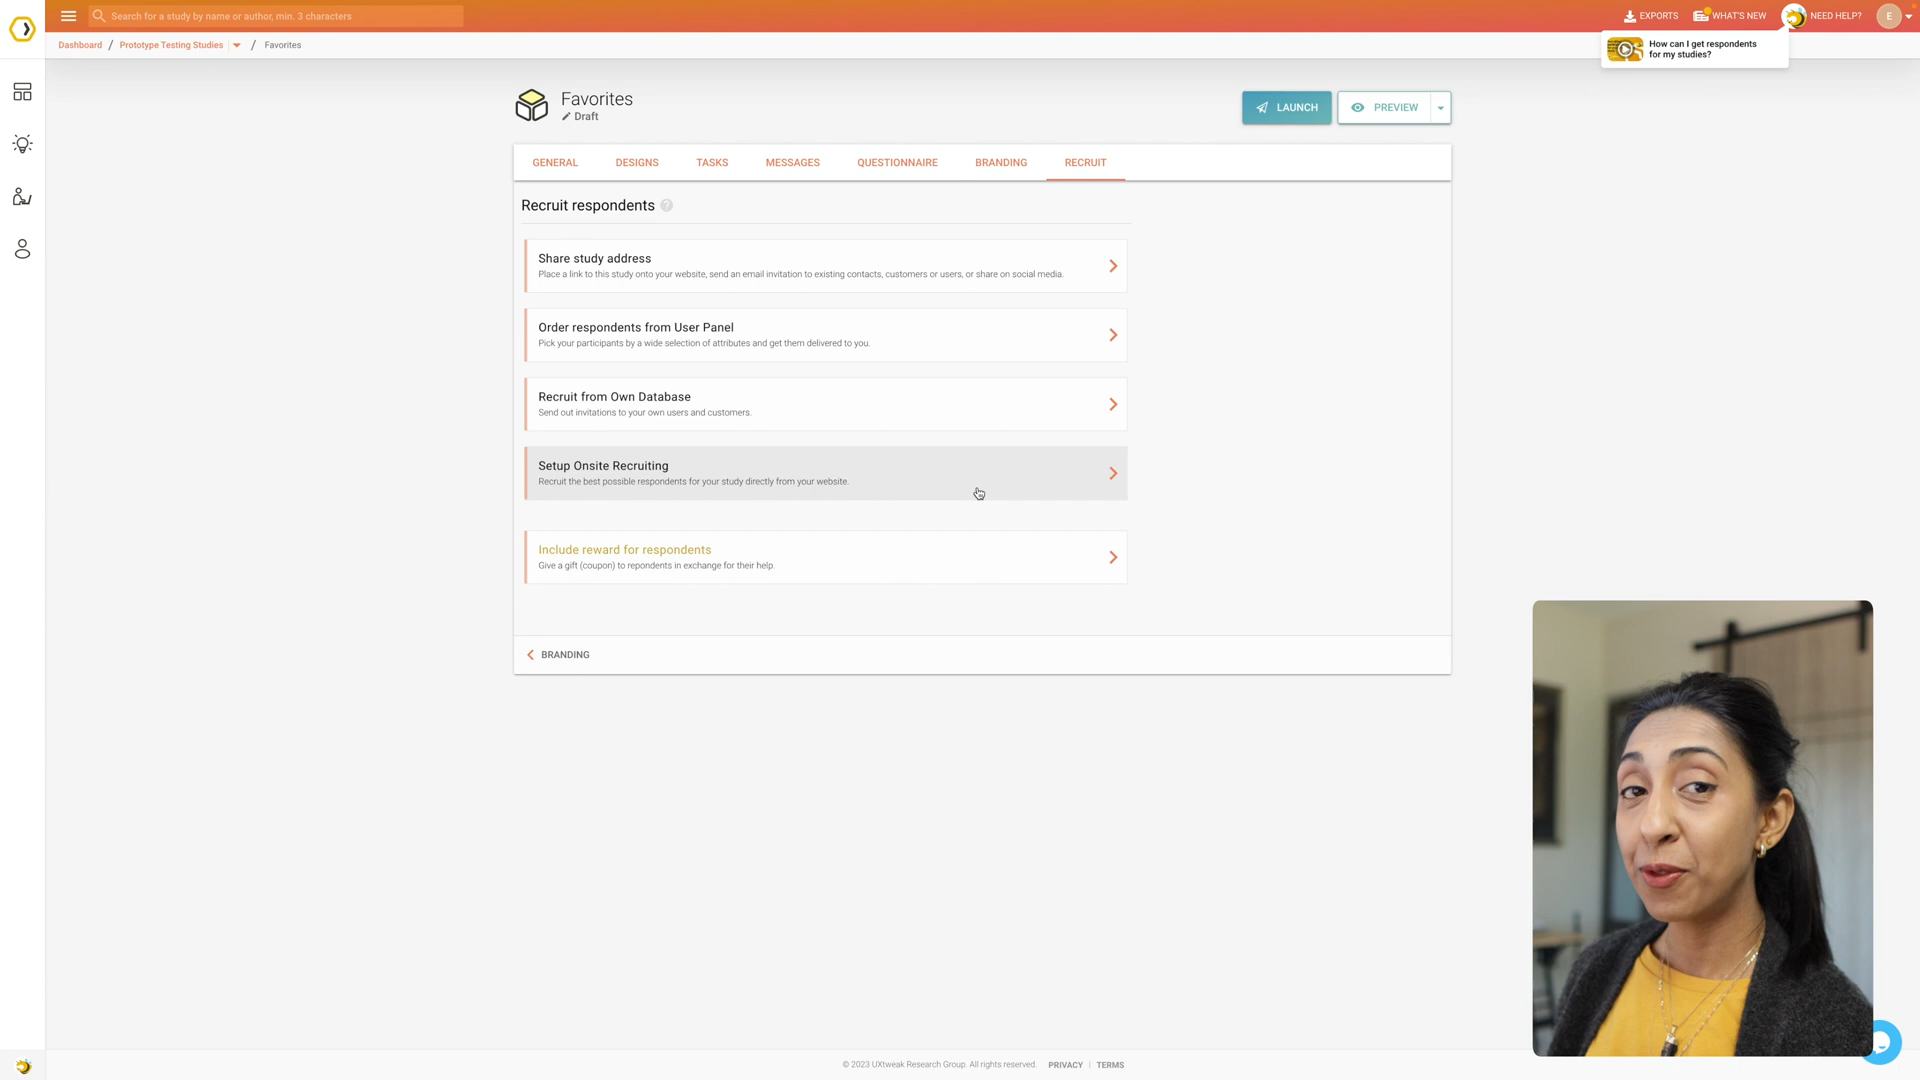 Search for a study by name or author, min. 3 characters
EXPORTS
WHAT'S NEW
NEED HELP?
E
Dashboard / Prototype Testing Studies / Favorites
How can I get respondents
for my studies?
Favorites
Draft
LAUNCH
PREVIEW
GENERAL
DESIGNS
TASKS
MESSAGES
QUESTIONNAIRE
BRANDING
RECRUIT
Recruit respondents ?
Share study address
Place a link to this study onto your website, send an email invitation to existing contacts, customers or users, or share on social media.
Order respondents from User Panel
Pick your participants by a wide selection of attributes and get them delivered to you.
Recruit from Own Database
Send out invitations to your own users and customers.
Setup Onsite Recruiting
Recruit the best possible respondents for your study directly from your website.
Include reward for respondents
Give a gift (coupon) to repondents in exchange for their help.
BRANDING
© 2023 UXtweak Research Group. All rights reserved.
PRIVACY | TERMS